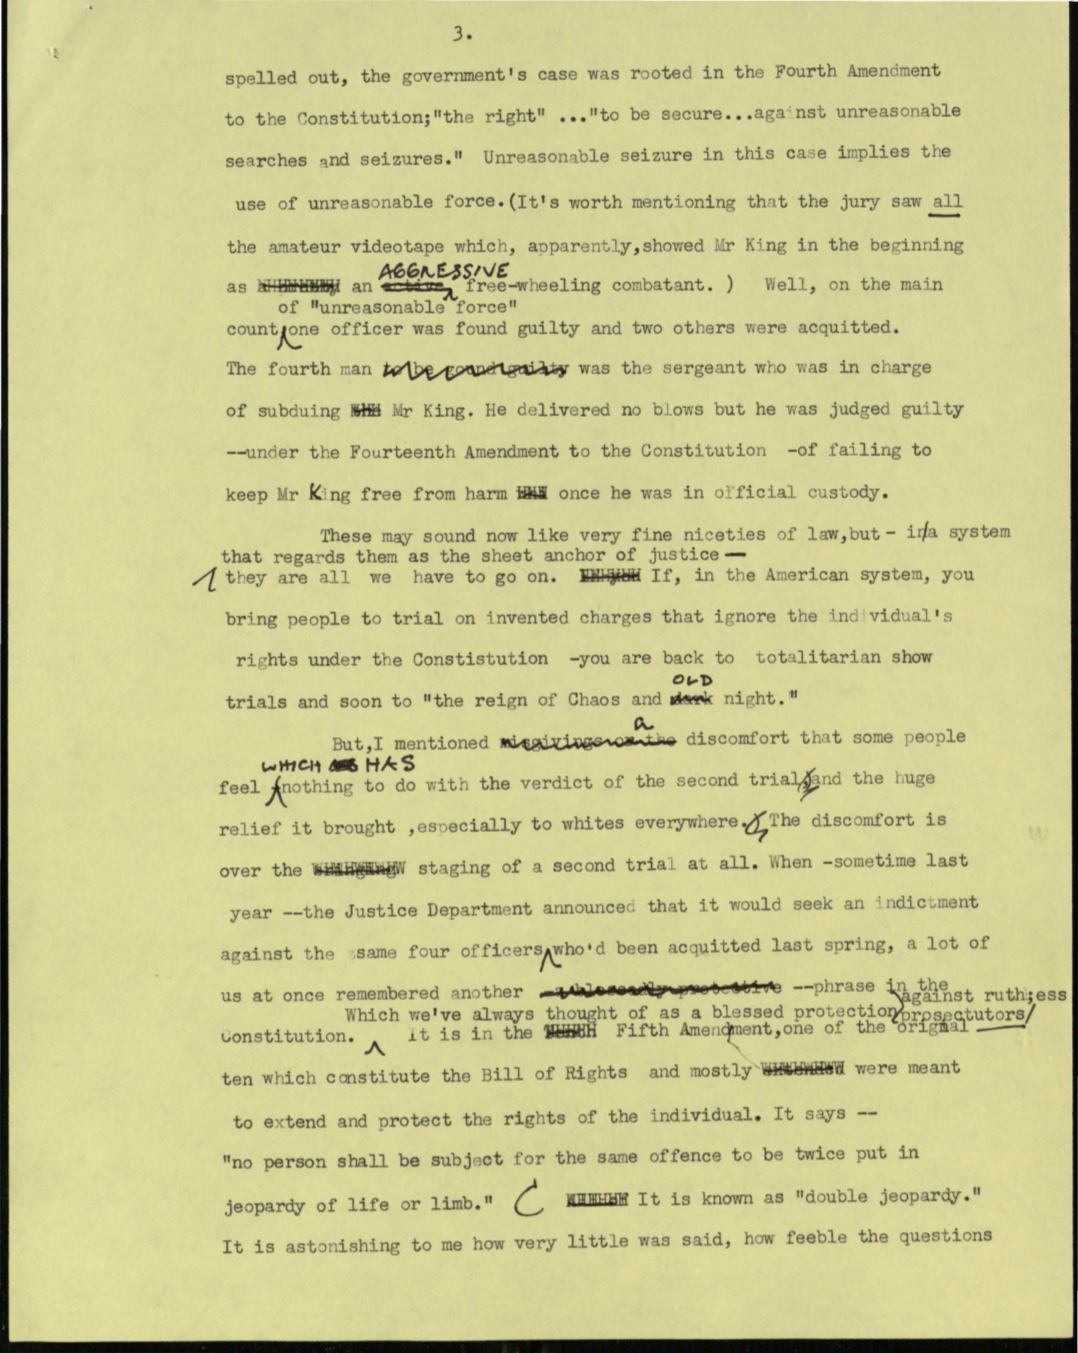 3.
spelled out, the government's case was rooted in the Fourth Amendment
to the Constitution;"the right" ..."to be secure...against unreasonable
searches and seizures." Unreasonable seizure in this case implies the
use of unreasonable force.(It's worth mentioning that the jury saw all
the amateur videotape which, apparently,showed Mr King in the beginning
AGGRESSIVE
as an active, free-wheeling combatant. ) Well, on the main
of "unreasonable force"
count, one officer was found guilty and two others were acquitted.
The fourth man to be gound guilty was the sergeant who was in charge
of subduing Mr King. He delivered no blows but he was judged guilty
--under the Fourteenth Amendment to the Constitution -of failing to
keep Mr King free from harm once he was in official custody.
These may sound now like very fine niceties of law,but - in/a system
that regards them as the sheet anchor of justice —
they are all we have to go on. If, in the American system, you
bring people to trial on invented charges that ignore the individual's
rights under the Constistution -you are back to totalitarian show
OLD
trials and soon to "the reign of Chaos and dark night."
a
But,I mentioned misgivings or the discomfort that some people
WHICH HAS
feel nothing to do with the verdict of the second trial, and the huge
relief it brought ,especially to whites everywhere. The discomfort is
over the staging of a second trial at all. When -sometime last
year --the Justice Department announced that it would seek an indictment
against the same four officers who'd been acquitted last spring, a lot of
us at once remembered another a blessedly protective --phrase in the
against ruth;ess
Which we've always thought of as a blessed protection prosectutors/
Constitution. It is in the Fifth Amendment,one of the original
ten which constitute the Bill of Rights and mostly were meant
to extend and protect the rights of the individual. It says --
"no person shall be subject for the same offence to be twice put in
jeopardy of life or limb." It is known as "double jeopardy."
It is astonishing to me how very little was said, how feeble the questions